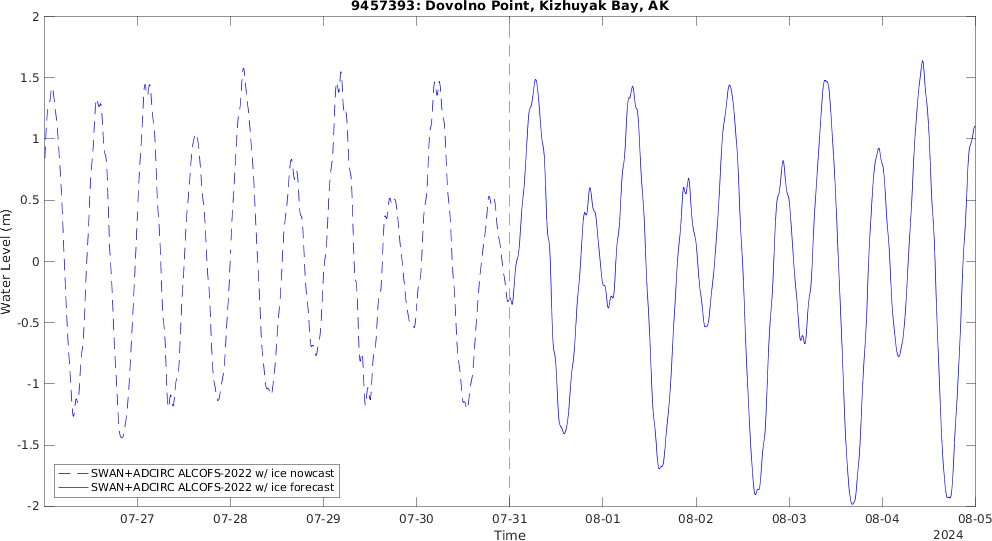 9457393: Dovolno Point, Kizhuyak Bay, AK
2
1.5
1
0.5
0
-0.5
-1
-1.5
-2
Water Level (m)
SWAN+ADCIRC ALCOFS-2022 w/ ice nowcast
SWAN+ADCIRC ALCOFS-2022 w/ ice forecast
07-27 07-28 07-29 07-30 07-31 08-01 08-02 08-03 08-04 08-05
Time
2024